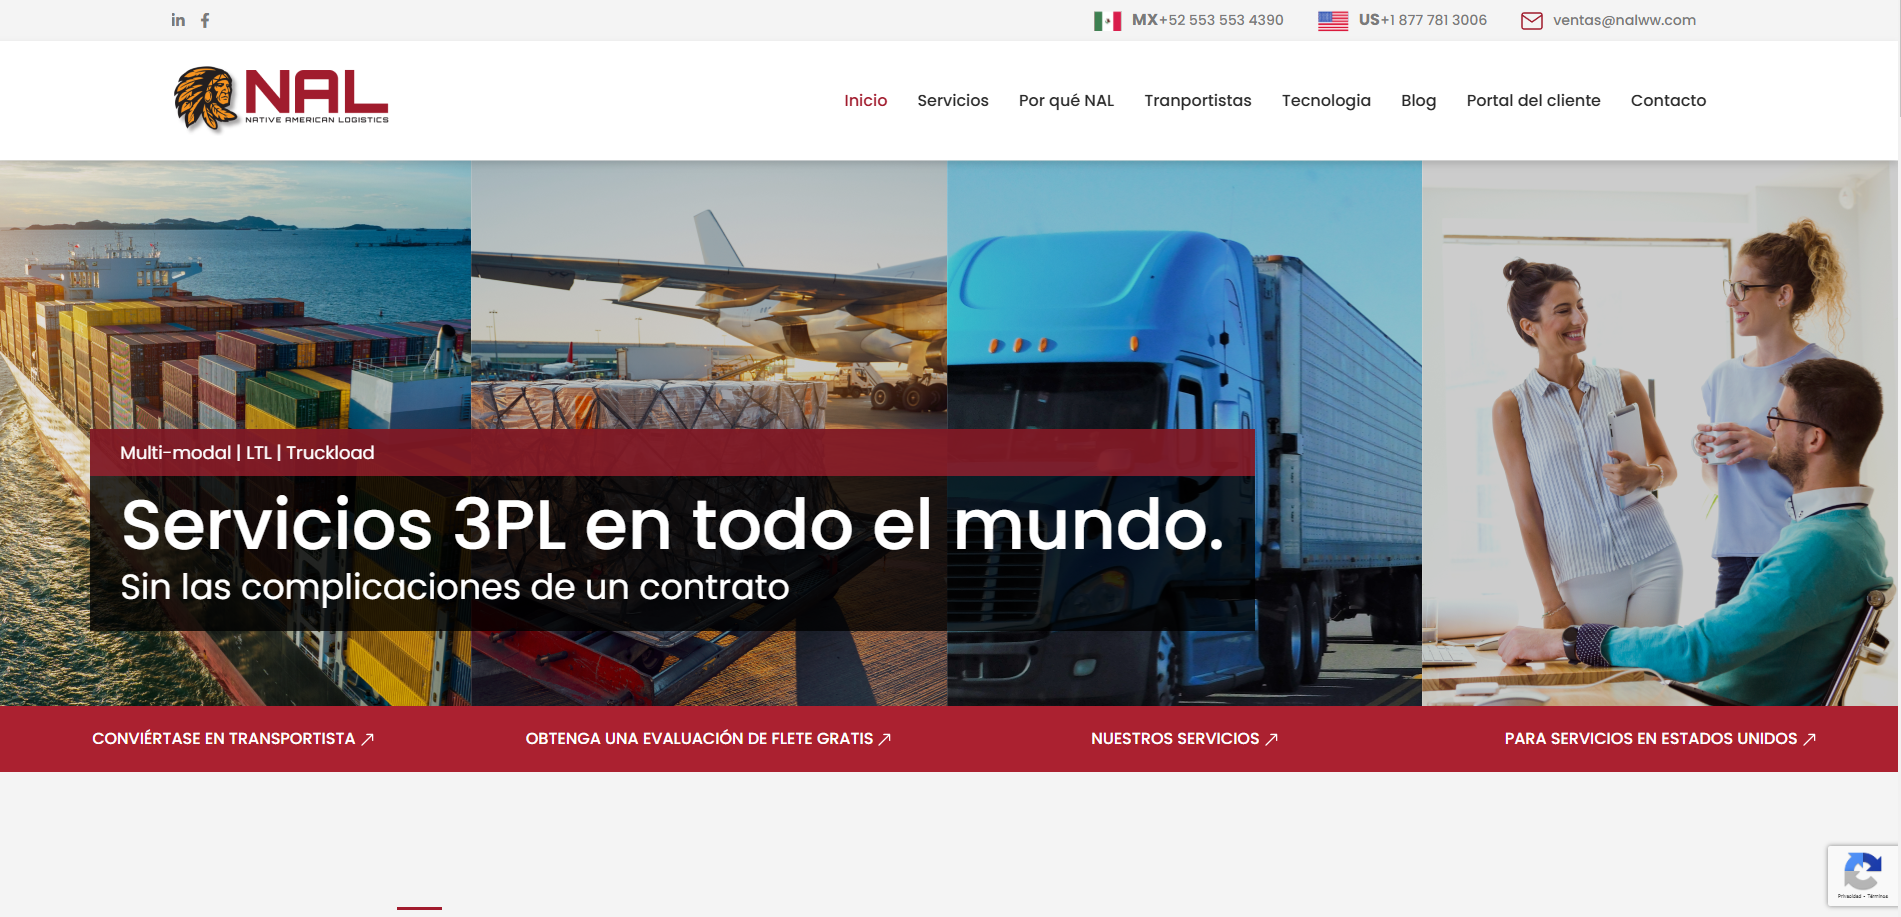 MX+52 553 553 4390
US+1 877 781 3006
ventas@nalww.com
NAL
NATIVE AMERICAN LOGISTICS
Inicio
Servicios
Por qué NAL
Tranportistas
Tecnologia
Blog
Portal del cliente
Contacto
Multi-modal | LTL | Truckload
Servicios 3PL en todo el mundo.
Sin las complicaciones de un contrato
CONVIÉRTASE EN TRANSPORTISTA
OBTENGA UNA EVALUACIÓN DE FLETE GRATIS
NUESTROS SERVICIOS
PARA SERVICIOS EN ESTADOS UNIDOS
Privacidad - Términos